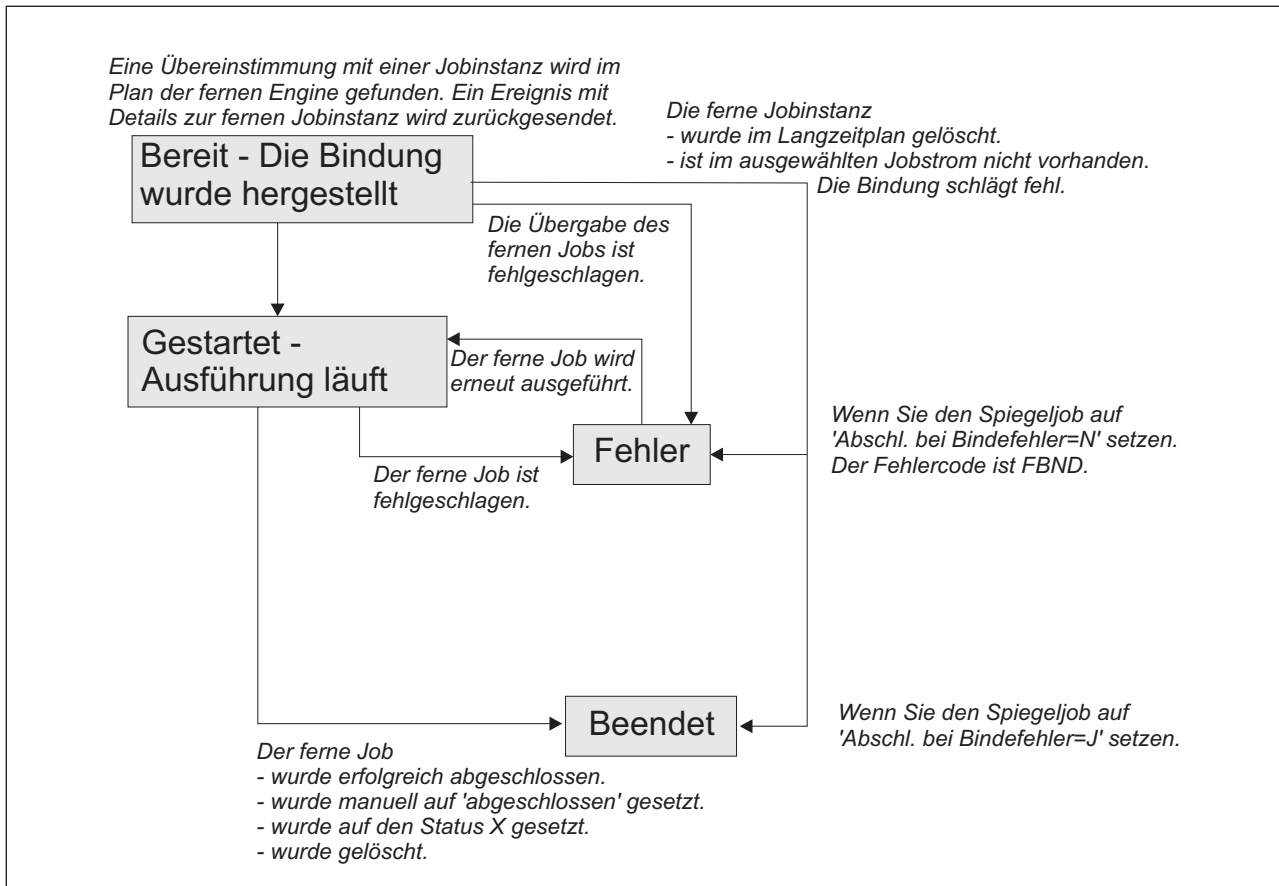 Eine Übereinstimmung mit einer Jobinstanz wird im
Plan der fernen Engine gefunden. Ein Ereignis mit
Details zur fernen Jobinstanz wird zurückgesendet.
Die ferne Jobinstanz
- wurde im Langzeitplan gelöscht.
- ist im ausgewählten Jobstrom nicht vorhanden.
Die Bindung schlägt fehl.
Bereit - Die Bindung
wurde hergestellt
Die Übergabe des
fernen Jobs ist
fehlgeschlagen.
Gestartet -
Ausführung läuft
Der ferne Job wird
erneut ausgeführt.
Wenn Sie den Spiegeljob auf
'Abschl. bei Bindefehler=N' setzen.
Der Fehlercode ist FBND.
Fehler
Der ferne Job ist
fehlgeschlagen.
Beendet
Wenn Sie den Spiegeljob auf
'Abschl. bei Bindefehler=J' setzen.
Der ferne Job
- wurde erfolgreich abgeschlossen.
- wurde manuell auf 'abgeschlossen' gesetzt.
- wurde auf den Status X gesetzt.
- wurde gelöscht.